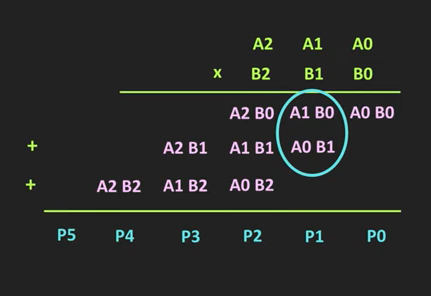 A2 A1 A0
x B2 B1 B0
A2 B0 A1 B0 A0 B0
+ A2 B1 A1 B1 A0 B1
+ A2 B2 A1 B2 A0 B2
P5 P4 P3 P2 P1 P0